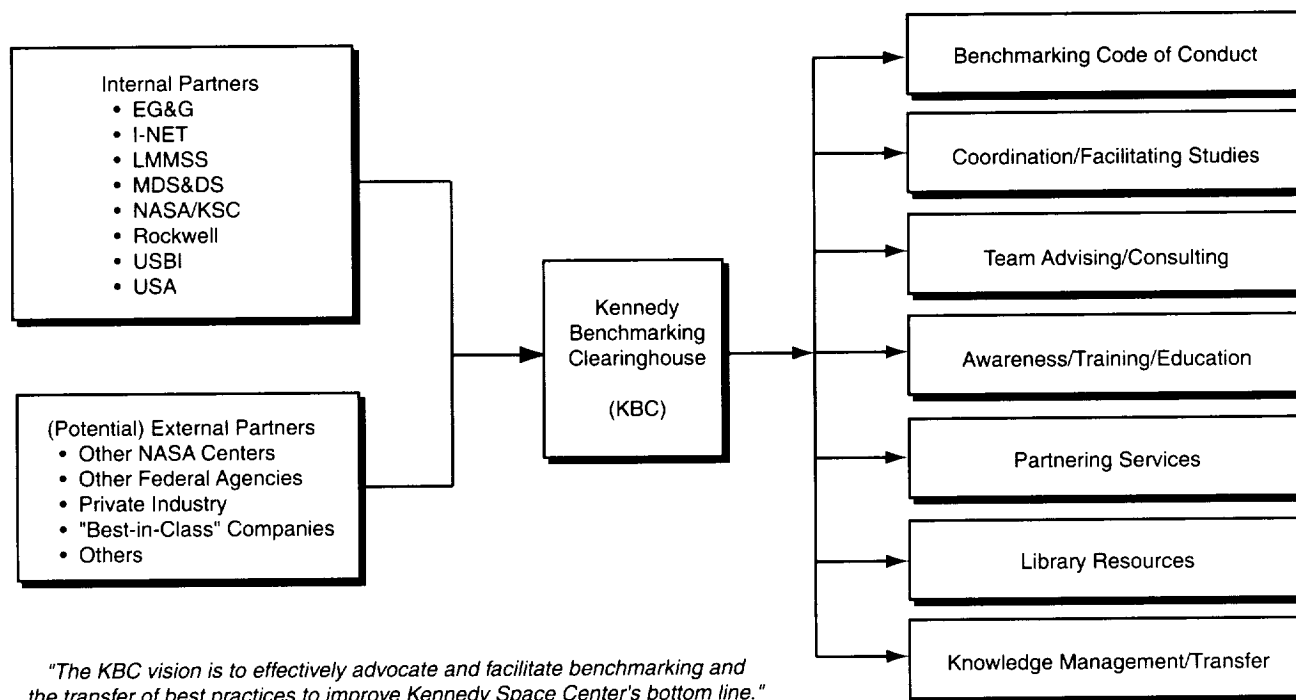 Internal Partners
• EG&G
• I-NET
• LMMSS
• MDS&DS
• NASA/KSC
• Rockwell
• USBI
• USA
(Potential) External Partners
• Other NASA Centers
• Other Federal Agencies
• Private Industry
• "Best-in-Class" Companies
• Others
Kennedy
Benchmarking
Clearinghouse
(KBC)
Benchmarking Code of Conduct
Coordination/Facilitating Studies
Team Advising/Consulting
Awareness/Training/Education
Partnering Services
Library Resources
Knowledge Management/Transfer
"The KBC vision is to effectively advocate and facilitate benchmarking and
the transfer of best practices to improve Kennedy Space Center's bottom line."